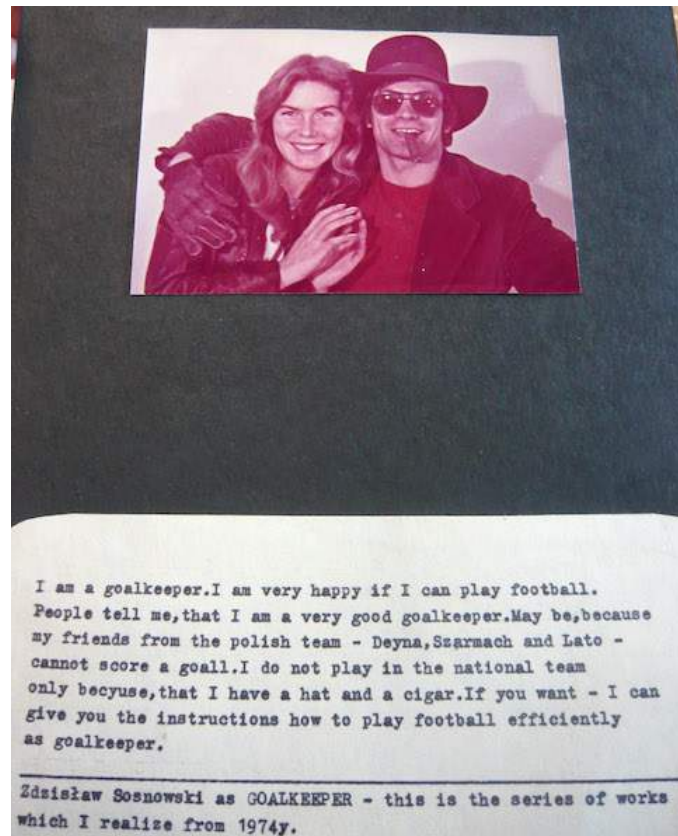 I am a goalkeeper.I am very happy if I can play football.
People tell me,that I am a very good goalkeeper.May be,because
my friends from the polish team - Deyna,Szarmach and Lato -
cannot score a goall.I do not play in the national team
only becyuse,that I have a hat and a cigar.If you want - I can
give you the instructions how to play football efficiently
as goalkeeper.
Zdzisław Sosnowski as GOALKEEPER - this is the series of works
which I realize from 1974y.